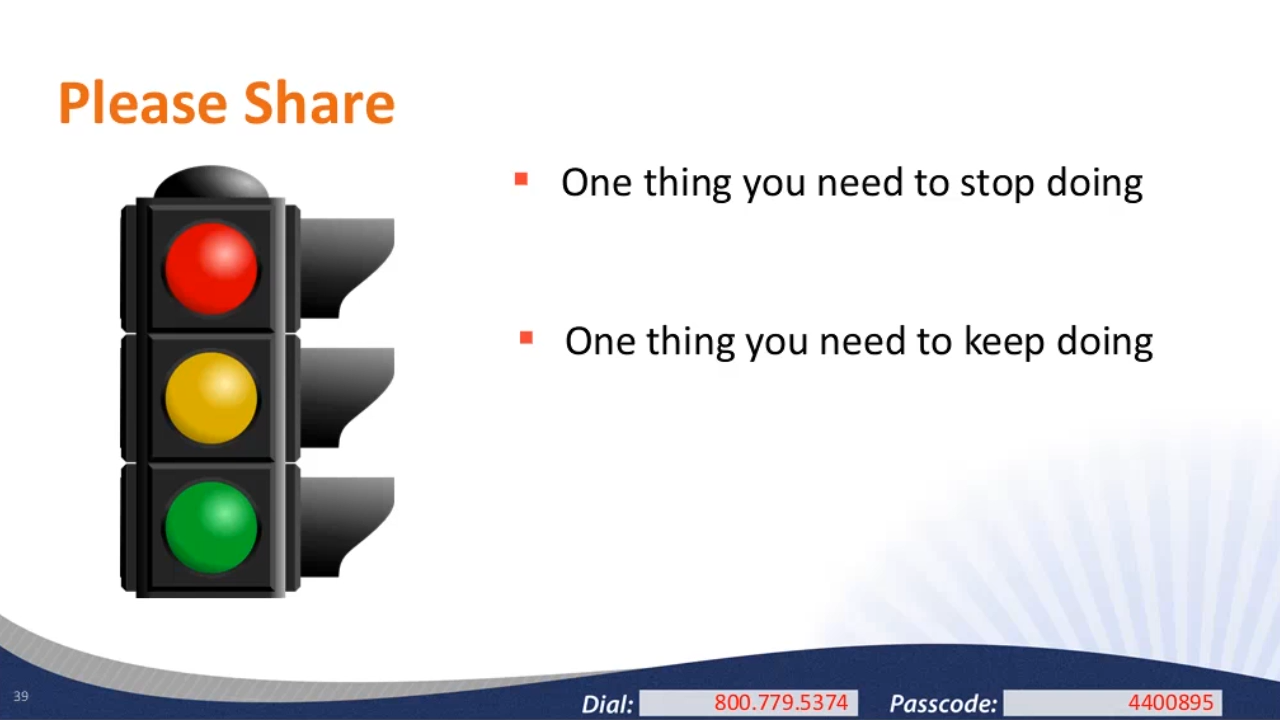 Please Share
▪ One thing you need to stop doing
▪ One thing you need to keep doing
39
Dial: 800.779.5374 Passcode: 4400895